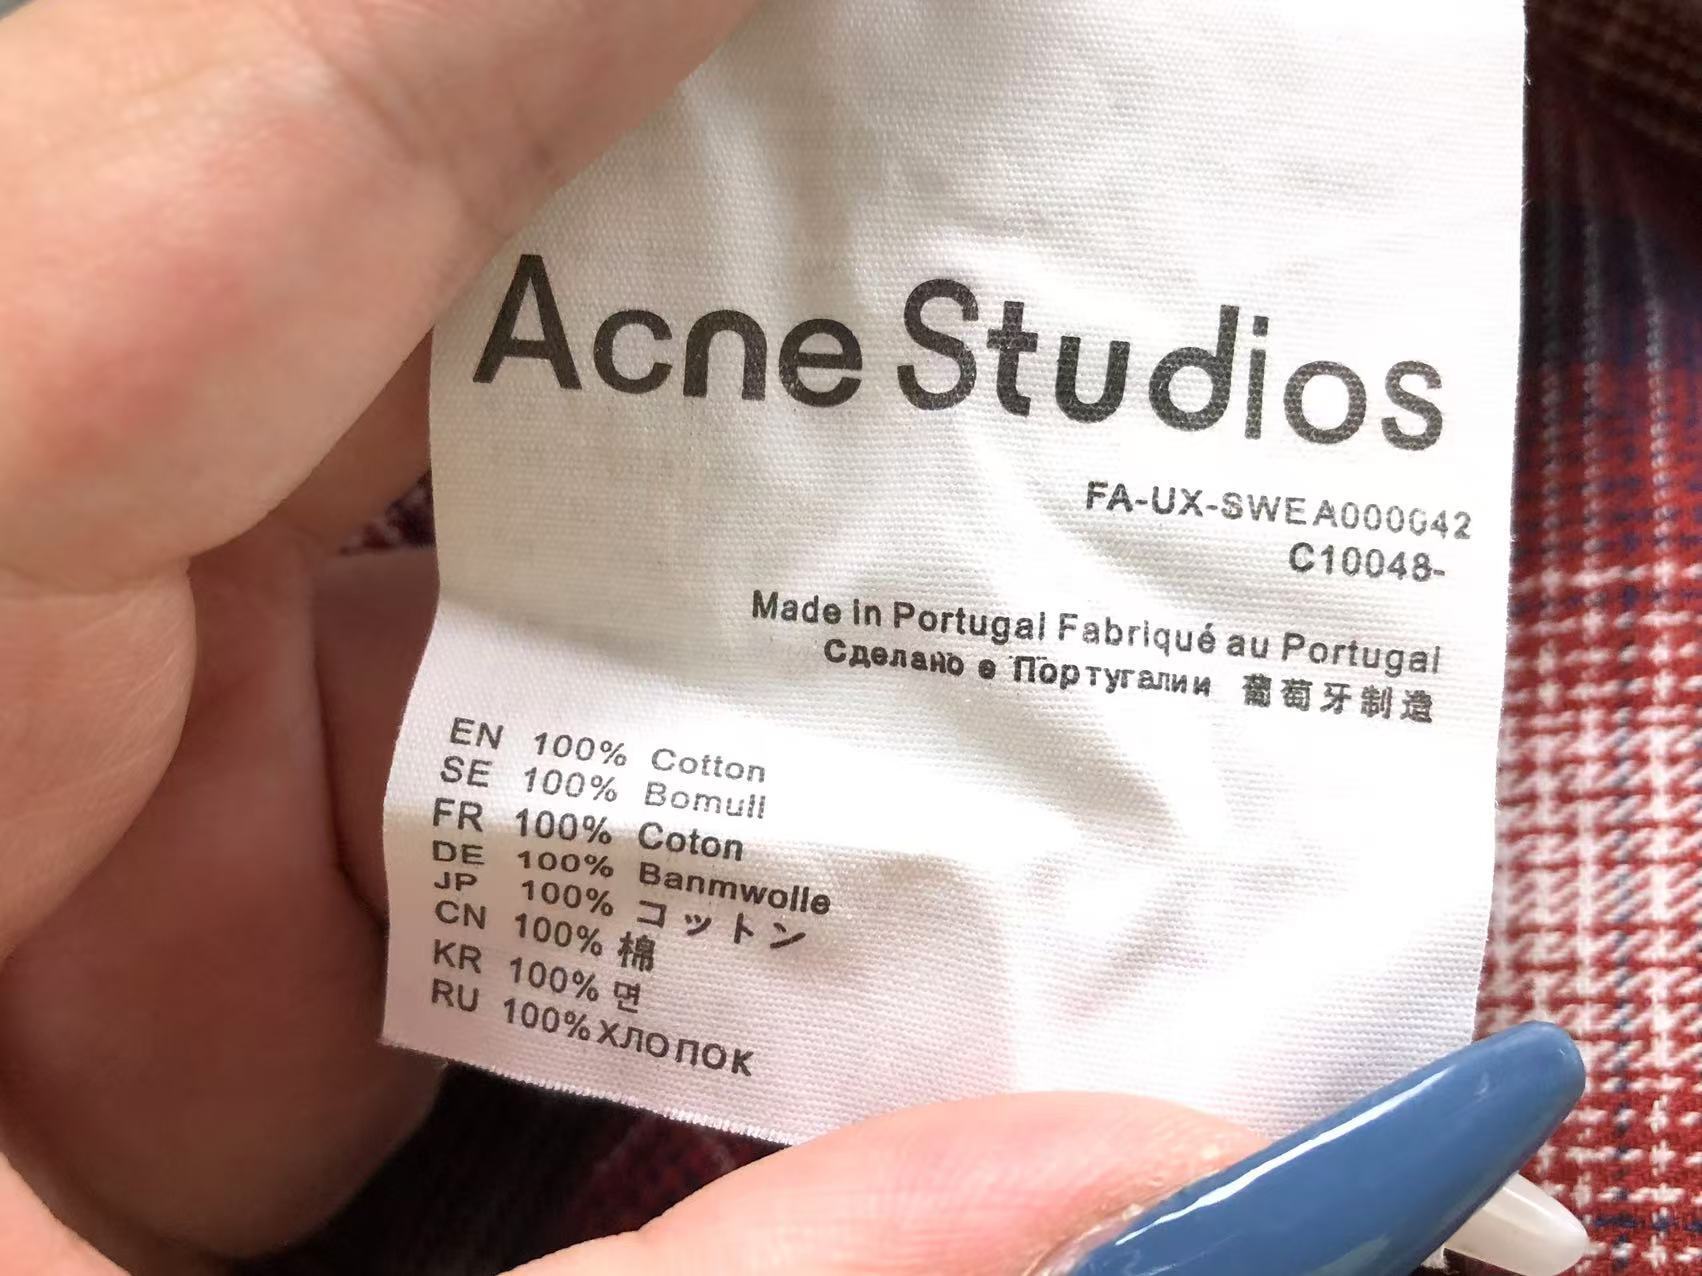 Acne Studios
FA-UX-SWEA000042
C10048-
Made in Portugal Fabriqué au Portugal
Сделано в Португалии 葡萄牙制造
EN 100% Cotton
SE 100% Bomull
FR 100% Coton
DE 100% Banmwolle
JP 100% コットン
CN 100% 棉
KR 100% 면
RU 100% ХЛОПОК